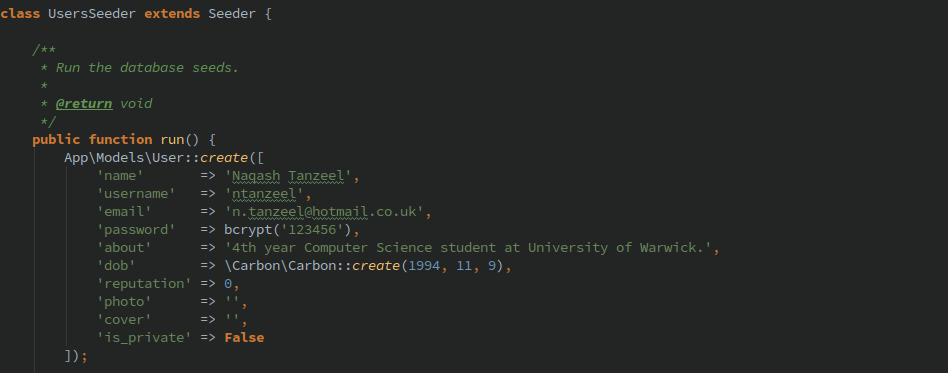 class UsersSeeder extends Seeder {
/**
* Run the database seeds.
*
* @return void
*/
public function run() {
App\Models\User::create([
'name' => 'Naqash Tanzeel',
'username' => 'ntanzeel',
'email' => 'n.tanzeel@hotmail.co.uk',
'password' => bcrypt('123456'),
'about' => '4th year Computer Science student at University of Warwick.',
'dob' => \Carbon\Carbon::create(1994, 11, 9),
'reputation' => 0,
'photo' => '',
'cover' => '',
'is_private' => False
]);